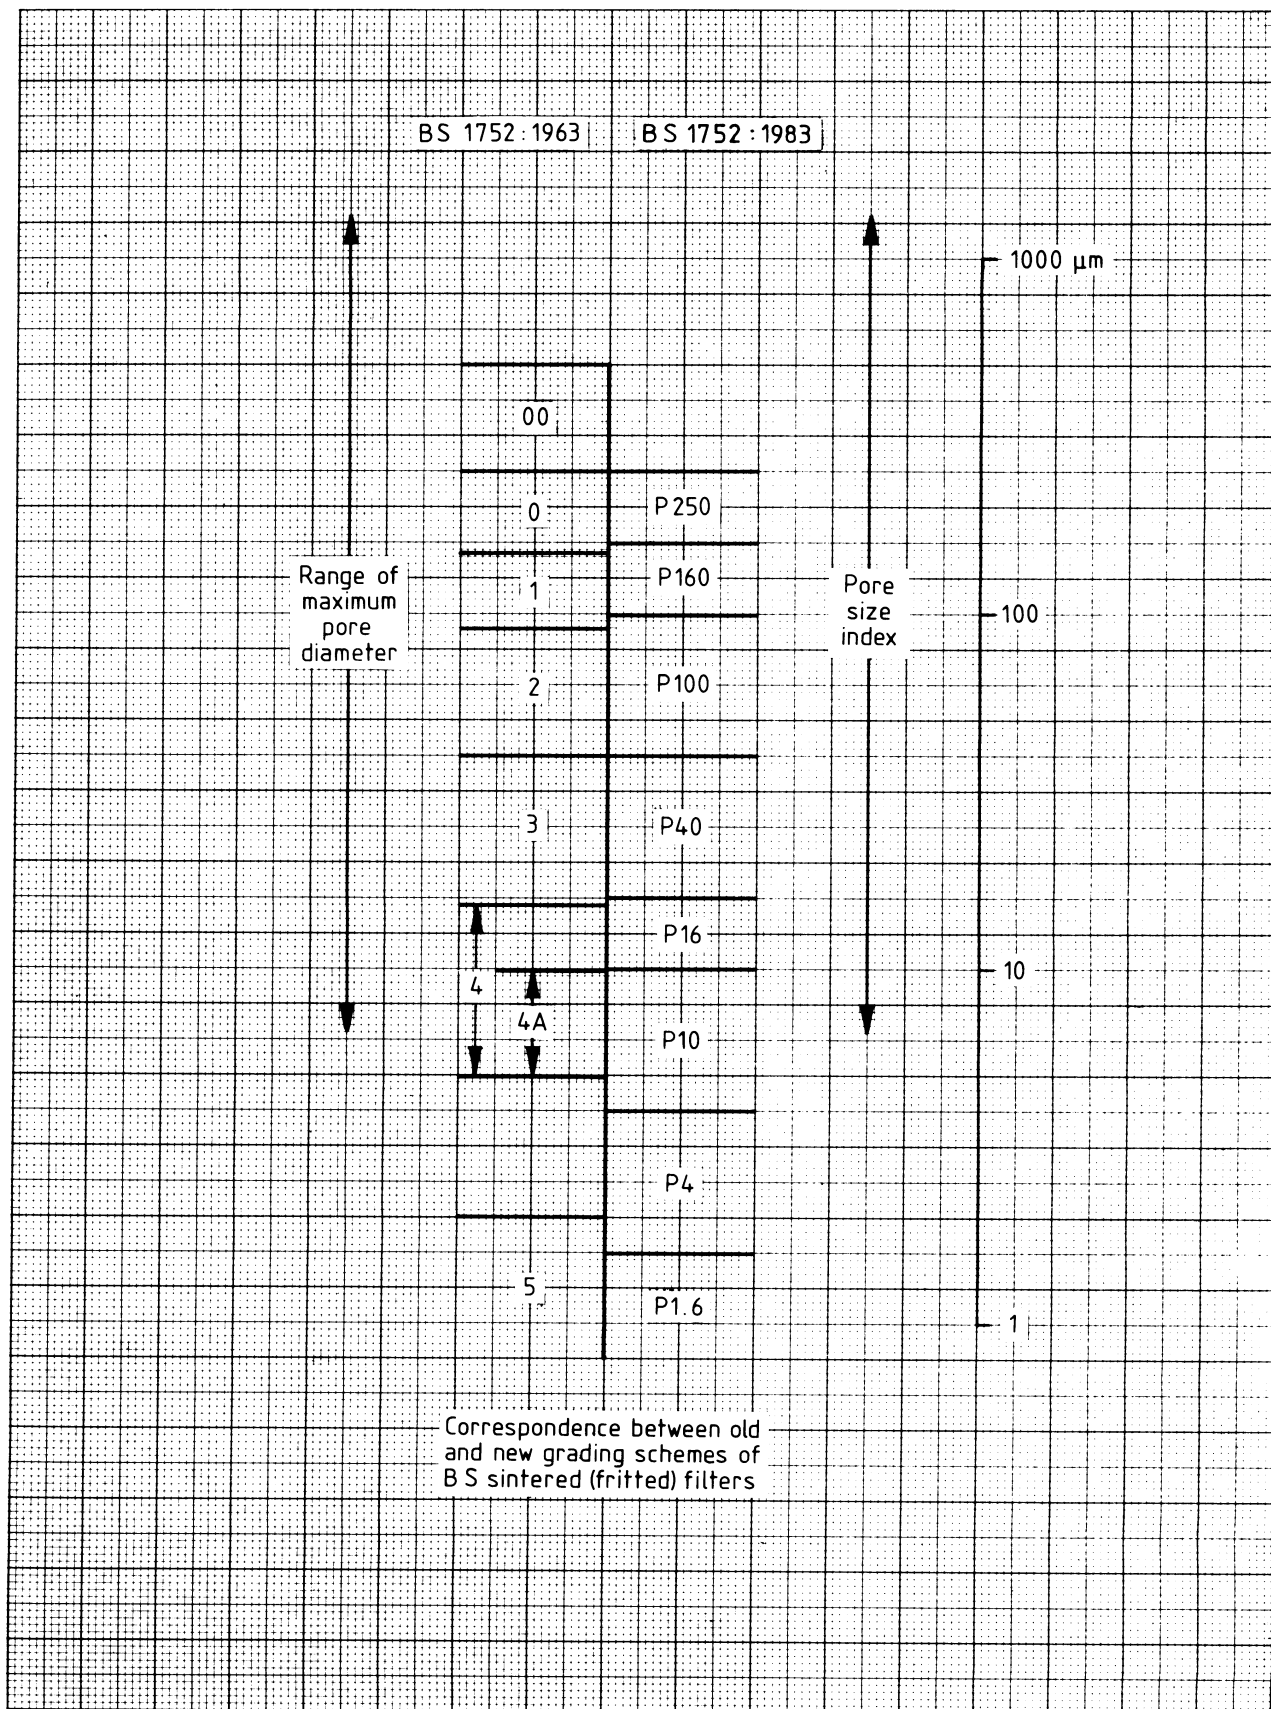 BS 1752:1963
BS 1752:1983
1000 µm
00
0
P250
Range of
maximum
pore
diameter
1
P160
Pore
size
index
100
2
P100
3
P40
P16
4
10
4A
P10
P4
5
P1.6
1
Correspondence between old
and new grading schemes of
BS sintered (fritted) filters